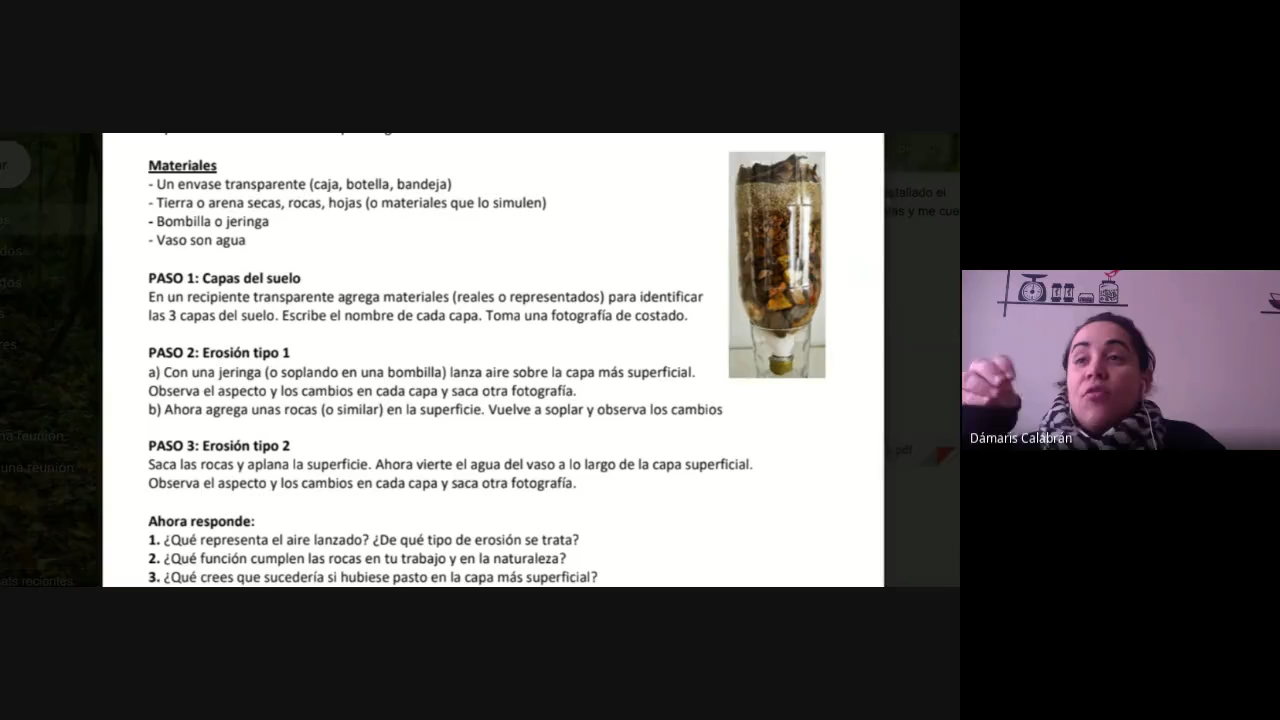 Materiales
- Un envase transparente (caja, botella, bandeja)
- Tierra o arena secas, rocas, hojas (o materiales que lo simulen)
- Bombilla o jeringa
- Vaso son agua
PASO 1: Capas del suelo
En un recipiente transparente agrega materiales (reales o representados) para identificar
las 3 capas del suelo. Escribe el nombre de cada capa. Toma una fotografía de costado.
PASO 2: Erosión tipo 1
a) Con una jeringa (o soplando en una bombilla) lanza aire sobre la capa más superficial.
Observa el aspecto y los cambios en cada capa y saca otra fotografía.
b) Ahora agrega unas rocas (o similar) en la superficie. Vuelve a soplar y observa los cambios
PASO 3: Erosión tipo 2
Saca las rocas y aplana la superficie. Ahora vierte el agua del vaso a lo largo de la capa superficial.
Observa el aspecto y los cambios en cada capa y saca otra fotografía.
Ahora responde:
1. ¿Qué representa el aire lanzado? ¿De qué tipo de erosión se trata?
2. ¿Qué función cumplen las rocas en tu trabajo y en la naturaleza?
3. ¿Qué crees que sucedería si hubiese pasto en la capa más superficial?
una reunión
pdf
Dámaris Calabrán